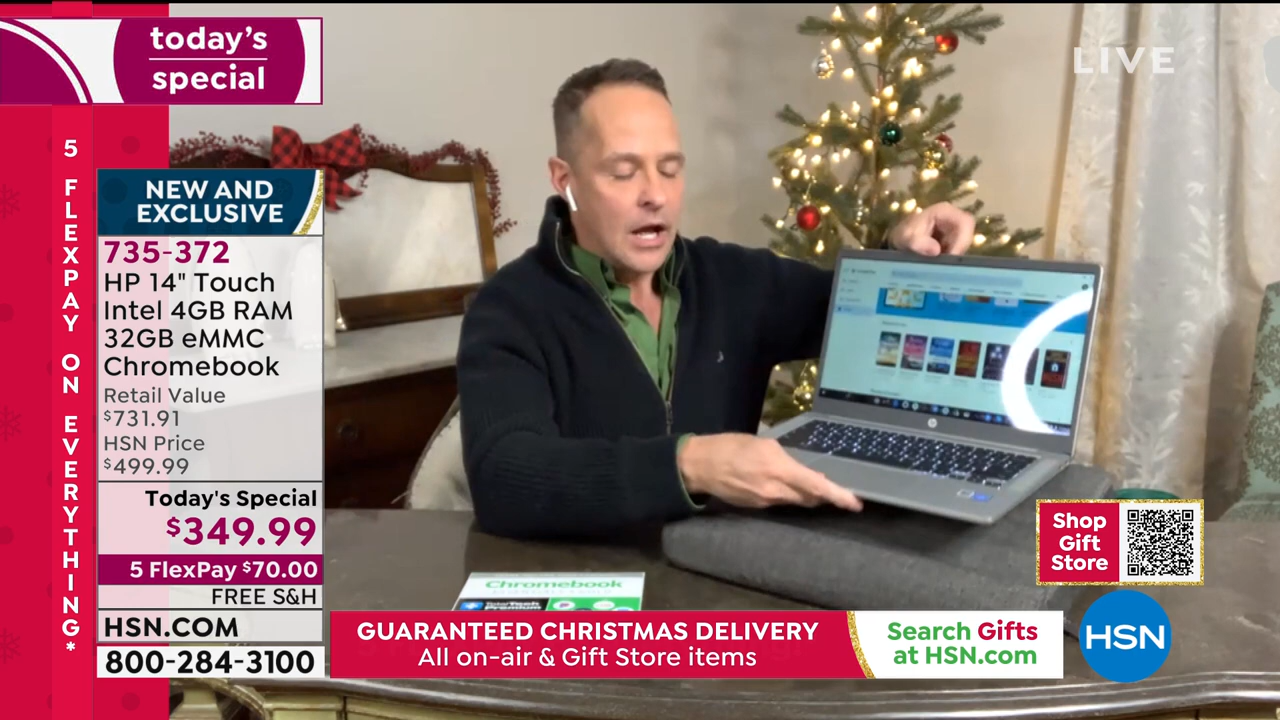 today's
special
LIVE
5 FLEXPAY ON EVERYTHING*
NEW AND
EXCLUSIVE
735-372
HP 14" Touch
Intel 4GB RAM
32GB eMMC
Chromebook
Retail Value
$731.91
HSN Price
$499.99
Today's Special
$349.99
5 FlexPay $70.00
FREE S&H
HSN.COM
800-284-3100
hp
Chromebook
TotalTech
Premium
Shop
Gift
Store
GUARANTEED CHRISTMAS DELIVERY
All on-air & Gift Store items
Search Gifts
at HSN.com
HSN